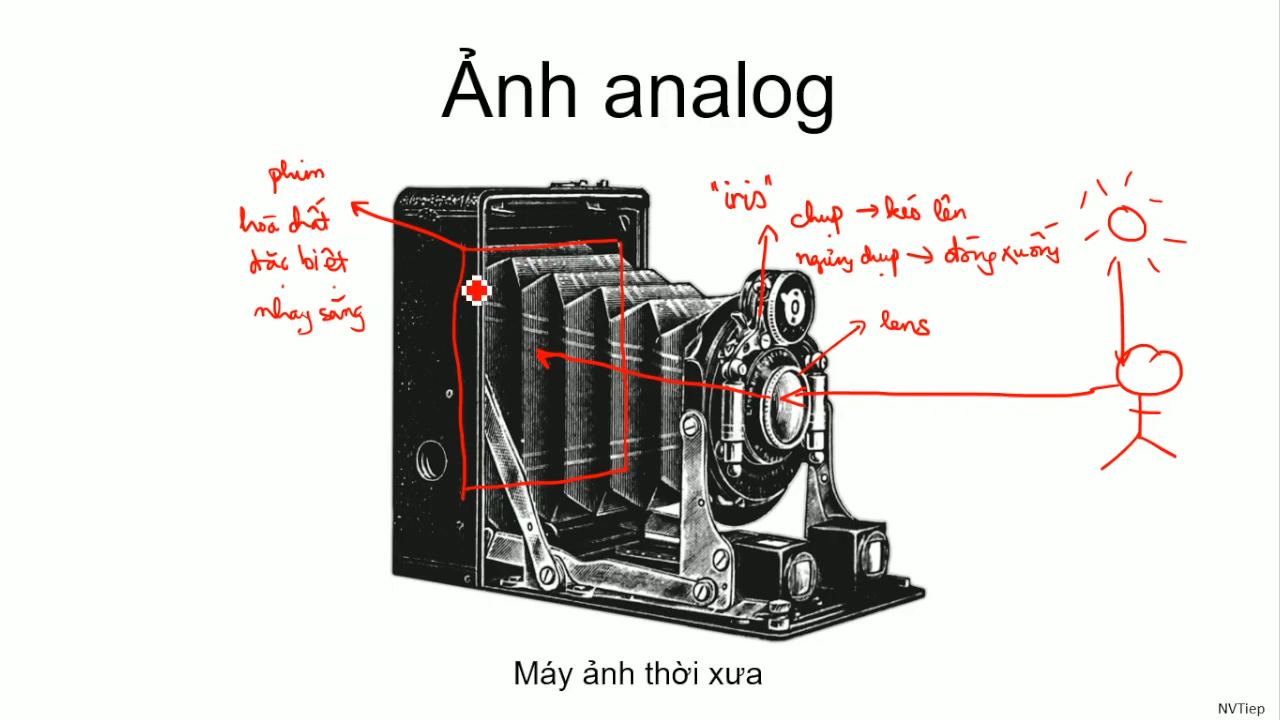 Ảnh analog
phim
hoá chất
đặc biệt
nhạy sáng
"iris"
chụp → kéo lên
ngừng chụp → đóng xuống
lens
Máy ảnh thời xưa
NVTiep